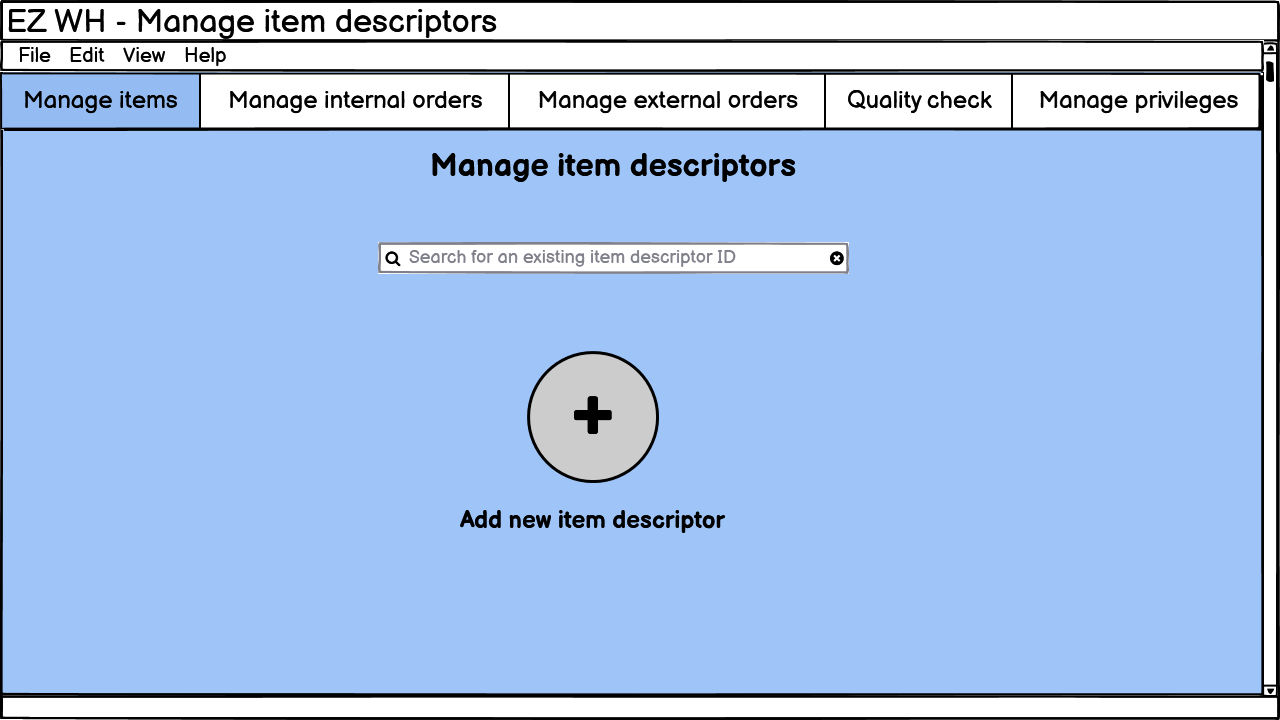 EZ WH - Manage item descriptors
File Edit View Help
Manage items Manage internal orders Manage external orders Quality check Manage privileges
Manage item descriptors
Search for an existing item descriptor ID
Add new item descriptor